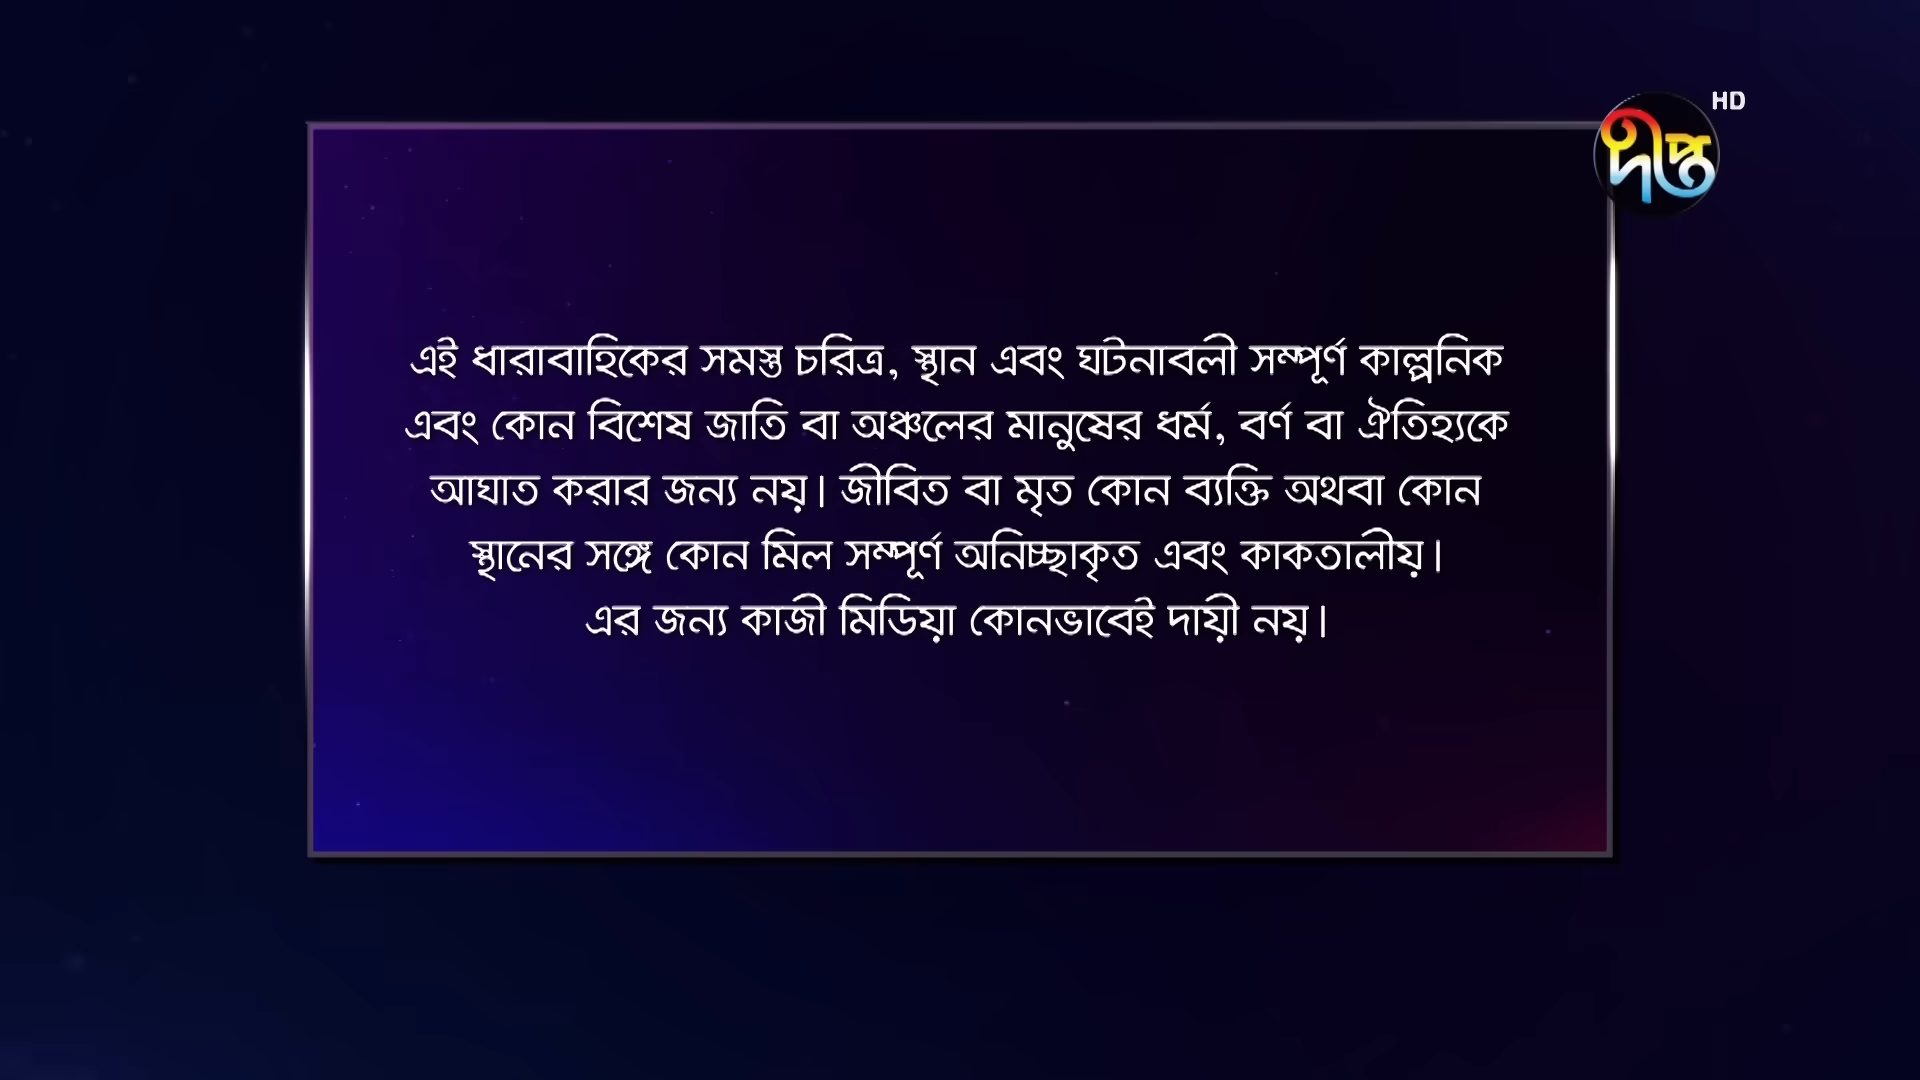 HD
দীপ্ত
এই ধারাবাহিকের সমস্ত চরিত্র, স্থান এবং ঘটনাবলী সম্পূর্ণ কাল্পনিক
এবং কোন বিশেষ জাতি বা অঞ্চলের মানুষের ধর্ম, বর্ণ বা ঐতিহ্যকে
আঘাত করার জন্য নয়। জীবিত বা মৃত কোন ব্যক্তি অথবা কোন
স্থানের সঙ্গে কোন মিল সম্পূর্ণ অনিচ্ছাকৃত এবং কাকতালীয়।
এর জন্য কাজী মিডিয়া কোনভাবেই দায়ী নয়।